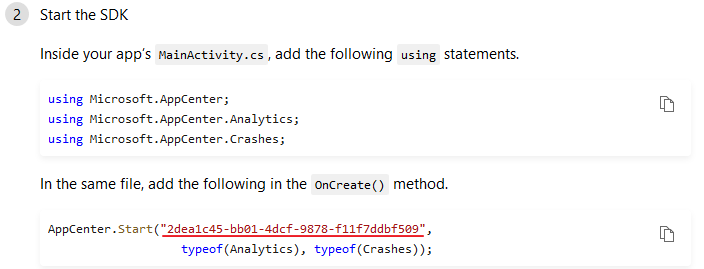 2 Start the SDK
Inside your app's MainActivity.cs, add the following using statements.
using Microsoft.AppCenter;
using Microsoft.AppCenter.Analytics;
using Microsoft.AppCenter.Crashes;
In the same file, add the following in the OnCreate() method.
AppCenter.Start("2dea1c45-bb01-4dcf-9878-f11f7ddbf509",
typeof(Analytics), typeof(Crashes));